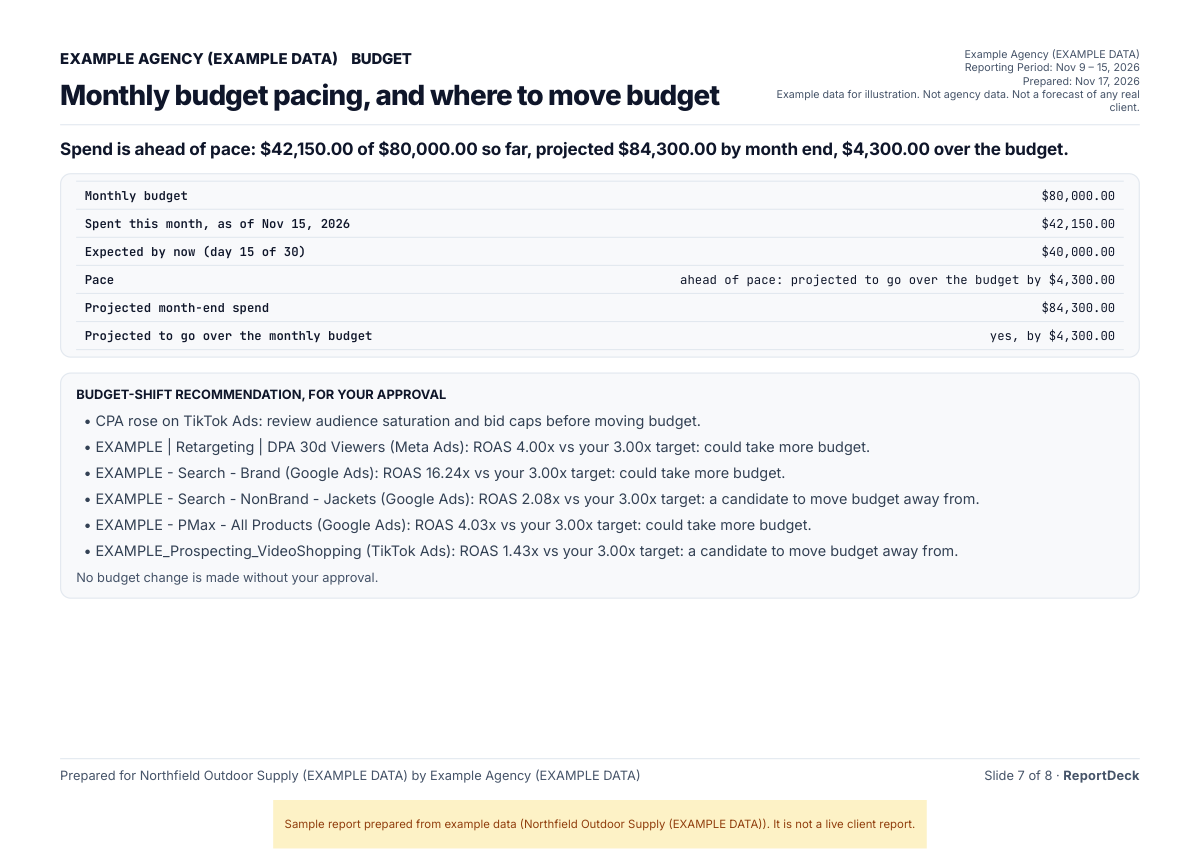 EXAMPLE AGENCY (EXAMPLE DATA) BUDGET
Monthly budget pacing, and where to move budget
Example Agency (EXAMPLE DATA)
Reporting Period: Nov 9 – 15, 2026
Prepared: Nov 17, 2026
Example data for illustration. Not agency data. Not a forecast of any real
client.
Spend is ahead of pace: $42,150.00 of $80,000.00 so far, projected $84,300.00 by month end, $4,300.00 over the budget.
Monthly budget $80,000.00
Spent this month, as of Nov 15, 2026 $42,150.00
Expected by now (day 15 of 30) $40,000.00
Pace ahead of pace: projected to go over the budget by $4,300.00
Projected month-end spend $84,300.00
Projected to go over the monthly budget yes, by $4,300.00
BUDGET-SHIFT RECOMMENDATION, FOR YOUR APPROVAL
• CPA rose on TikTok Ads: review audience saturation and bid caps before moving budget.
• EXAMPLE | Retargeting | DPA 30d Viewers (Meta Ads): ROAS 4.00x vs your 3.00x target: could take more budget.
• EXAMPLE - Search - Brand (Google Ads): ROAS 16.24x vs your 3.00x target: could take more budget.
• EXAMPLE - Search - NonBrand - Jackets (Google Ads): ROAS 2.08x vs your 3.00x target: a candidate to move budget away from.
• EXAMPLE - PMax - All Products (Google Ads): ROAS 4.03x vs your 3.00x target: could take more budget.
• EXAMPLE_Prospecting_VideoShopping (TikTok Ads): ROAS 1.43x vs your 3.00x target: a candidate to move budget away from.
No budget change is made without your approval.
Prepared for Northfield Outdoor Supply (EXAMPLE DATA) by Example Agency (EXAMPLE DATA)
Slide 7 of 8 · ReportDeck
Sample report prepared from example data (Northfield Outdoor Supply (EXAMPLE DATA)). It is not a live client report.